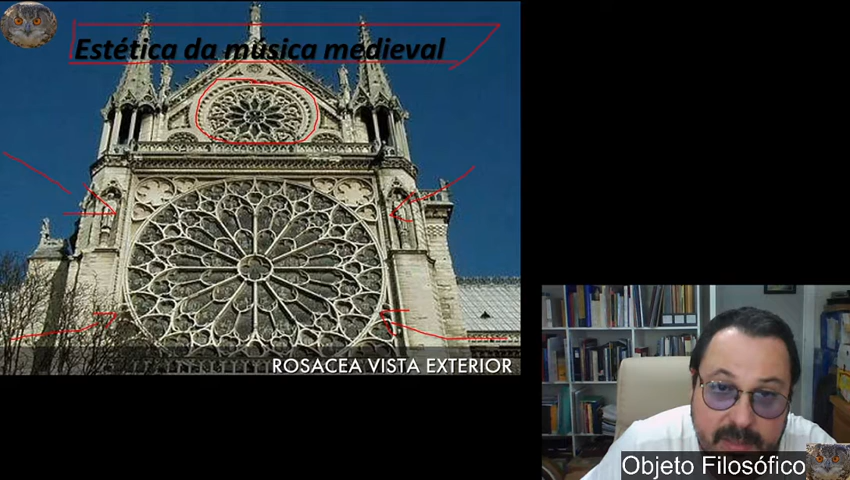 Estética da música medieval
ROSACEA VISTA EXTERIOR
Objeto Filosófico